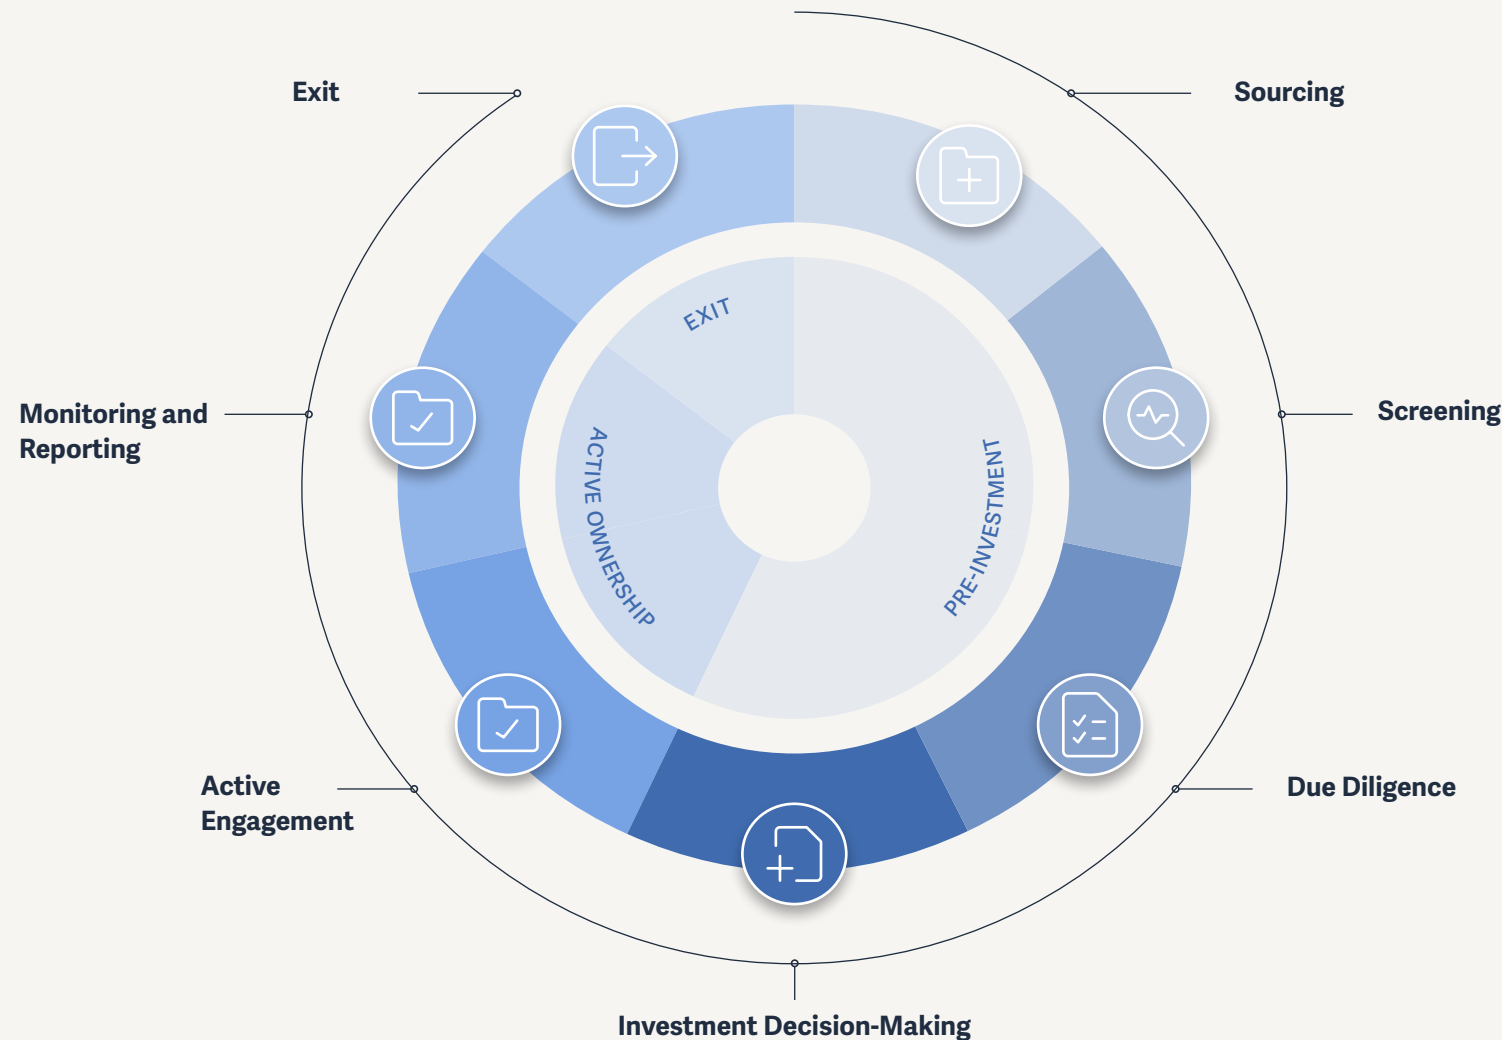 Exit
Sourcing
EXIT
Monitoring and
Reporting
Screening
ACTIVE OWNERSHIP
PRE-INVESTMENT
Active
Engagement
Due Diligence
Investment Decision-Making